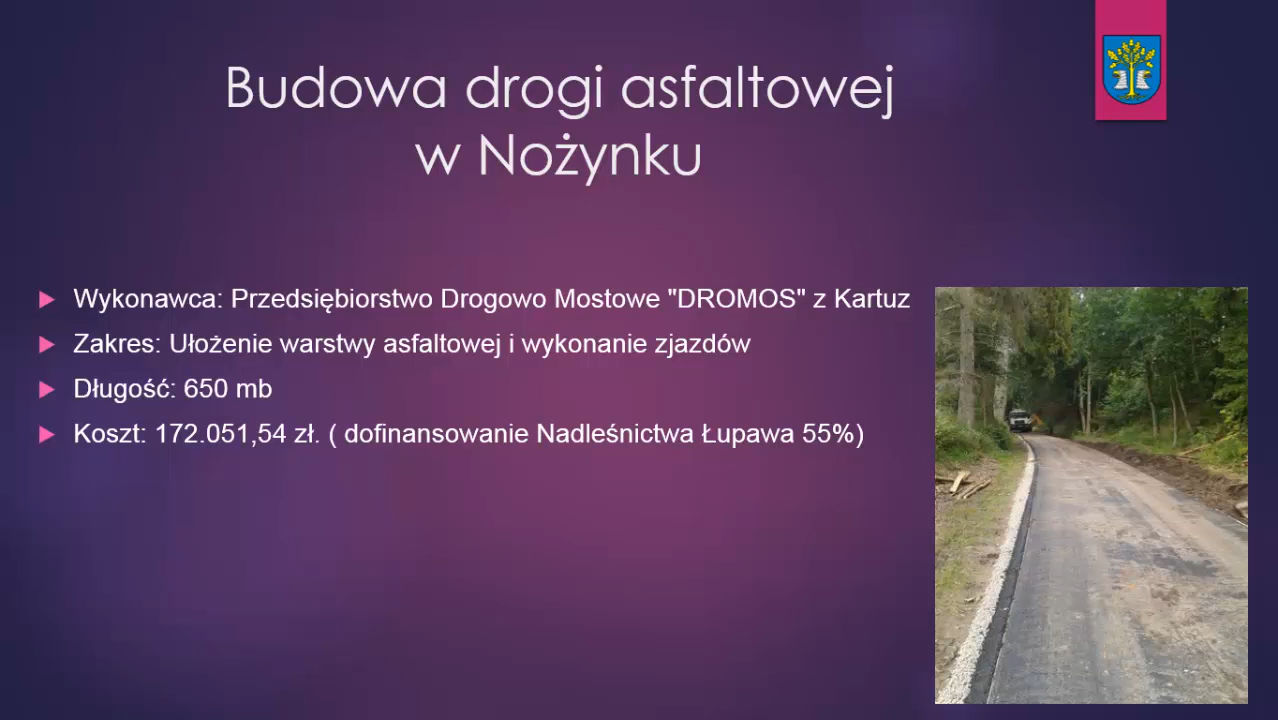 Budowa drogi asfaltowej
w Nożynku
Wykonawca: Przedsiębiorstwo Drogowo Mostowe "DROMOS" z Kartuz
Zakres: Ułożenie warstwy asfaltowej i wykonanie zjazdów
Długość: 650 mb
Koszt: 172.051,54 zł. ( dofinansowanie Nadleśnictwa Łupawa 55%)